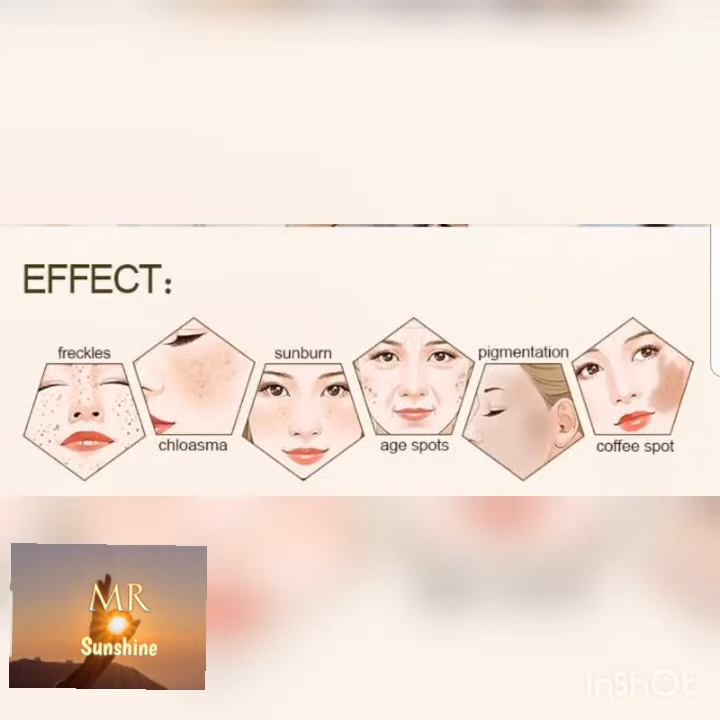 EFFECT:
freckles
chloasma
sunburn
age spots
pigmentation
coffee spot
MR
Sunshine
InShOt